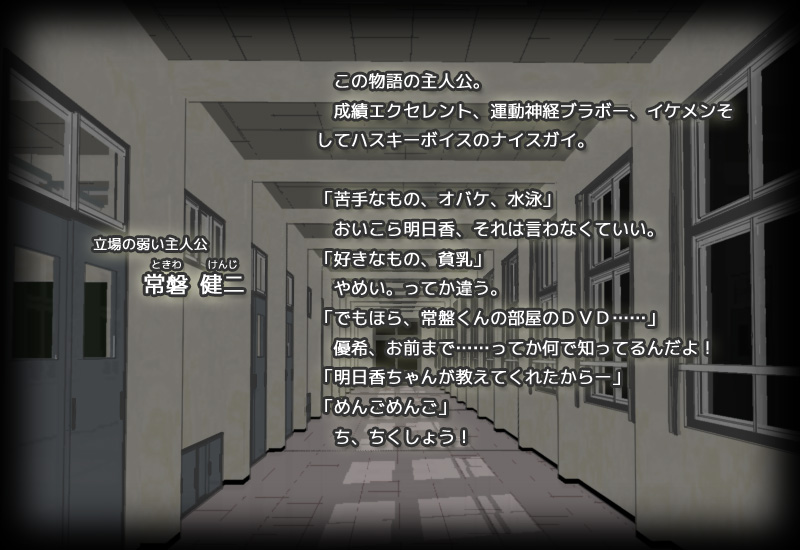 この物語の主人公。
成績エクセレント、運動神経ブラボー、イケメンそ
してハスキーボイスのナイスガイ。
「苦手なもの、オバケ、水泳」
おいこら明日香、それは言わなくていい。
「好きなもの、貧乳」
やめい。ってか違う。
「でもほら、常盤くんの部屋のＤＶＤ……」
優希、お前まで……ってか何で知ってるんだよ！
「明日香ちゃんが教えてくれたからー」
「めんごめんご」
ち、ちくしょう！
立場の弱い主人公
ときわ けんじ
常磐 健二